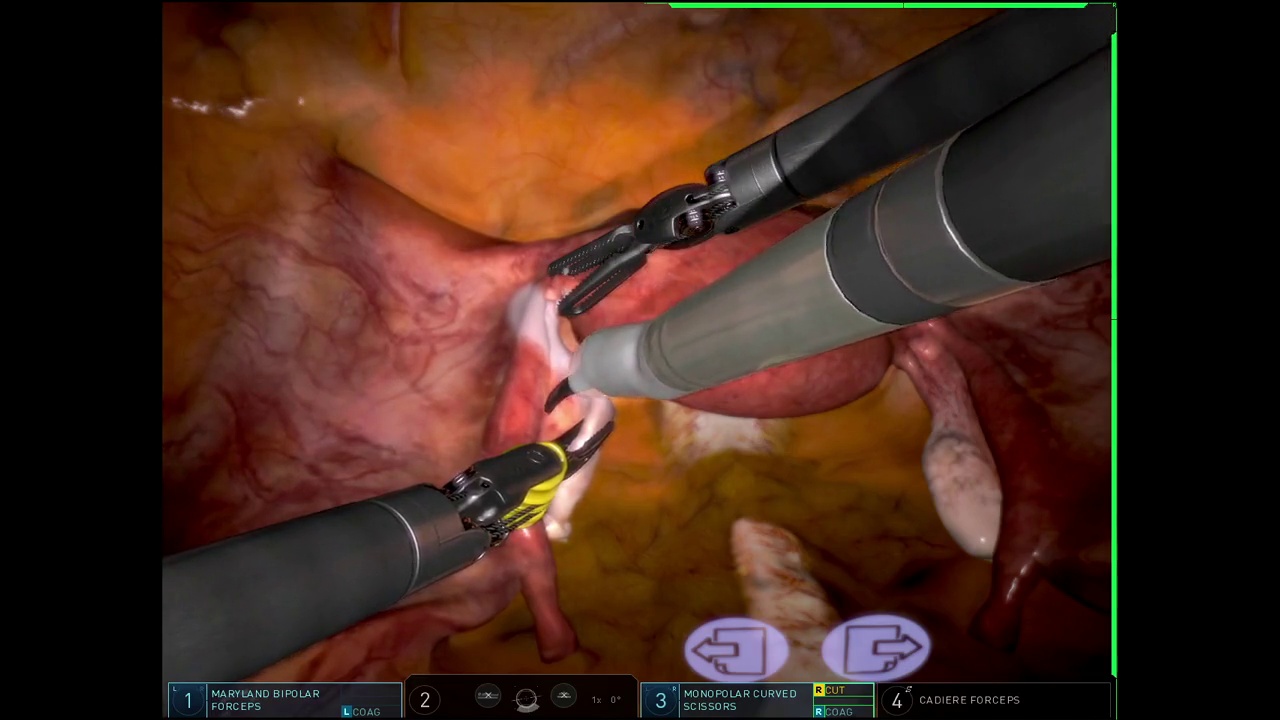 L 1 R
MARYLAND BIPOLAR
FORCEPS
L COAG
2
1x 0°
3 R
MONOPOLAR CURVED
SCISSORS
R CUT
R COAG
4
CADIERE FORCEPS